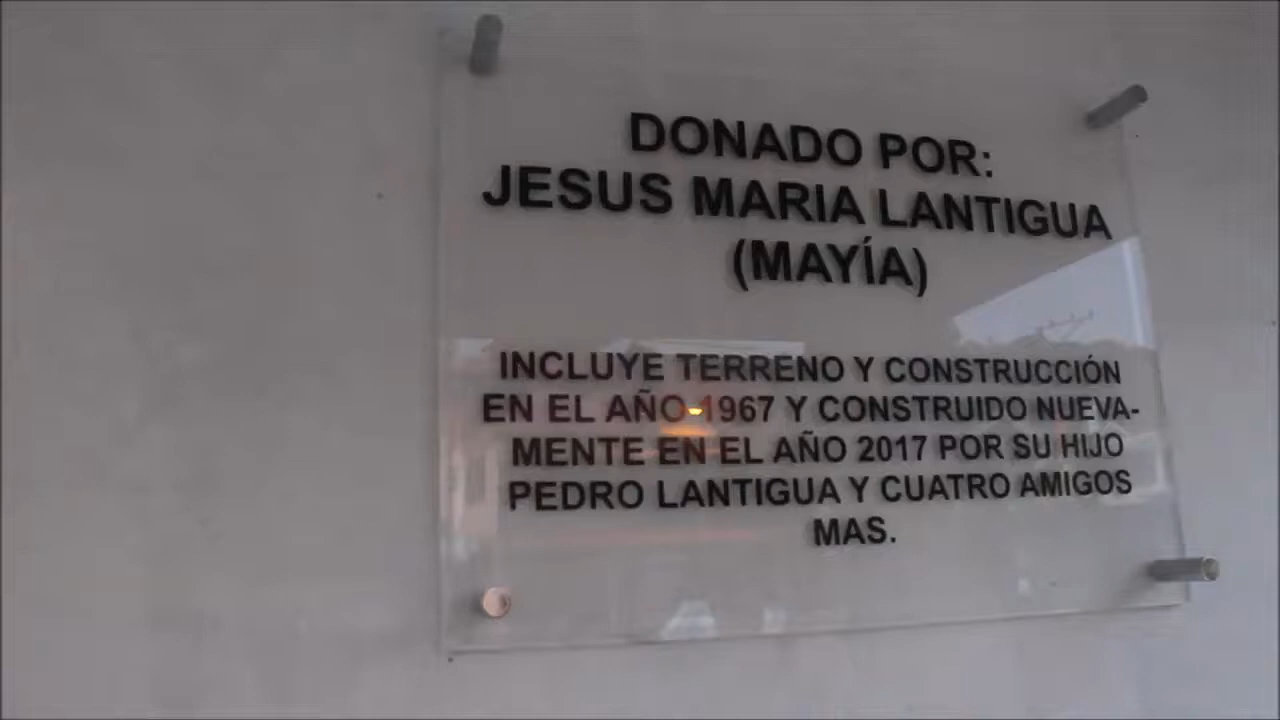 DONADO POR:
JESUS MARIA LANTIGUA
(MAYÍA)
INCLUYE TERRENO Y CONSTRUCCIÓN
EN EL AÑO 1967 Y CONSTRUIDO NUEVA-
MENTE EN EL AÑO 2017 POR SU HIJO
PEDRO LANTIGUA Y CUATRO AMIGOS
MAS.